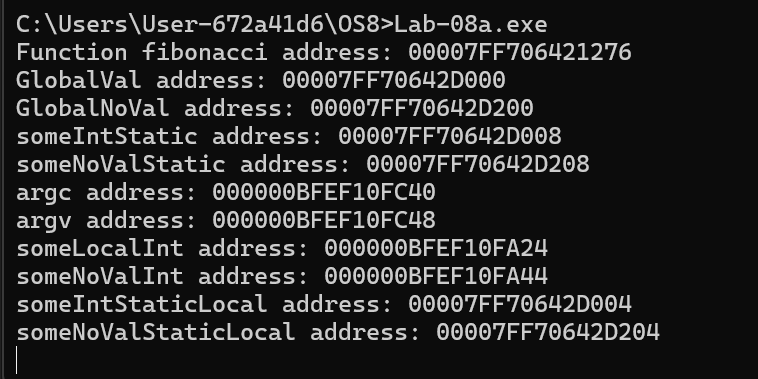 C:\Users\User-672a41d6\OS8>Lab-08a.exe
Function fibonacci address: 00007FF706421276
GlobalVal address: 00007FF70642D000
GlobalNoVal address: 00007FF70642D200
someIntStatic address: 00007FF70642D008
someNoValStatic address: 00007FF70642D208
argc address: 000000BFEF10FC40
argv address: 000000BFEF10FC48
someLocalInt address: 000000BFEF10FA24
someNoValInt address: 000000BFEF10FA44
someIntStaticLocal address: 00007FF70642D004
someNoValStaticLocal address: 00007FF70642D204